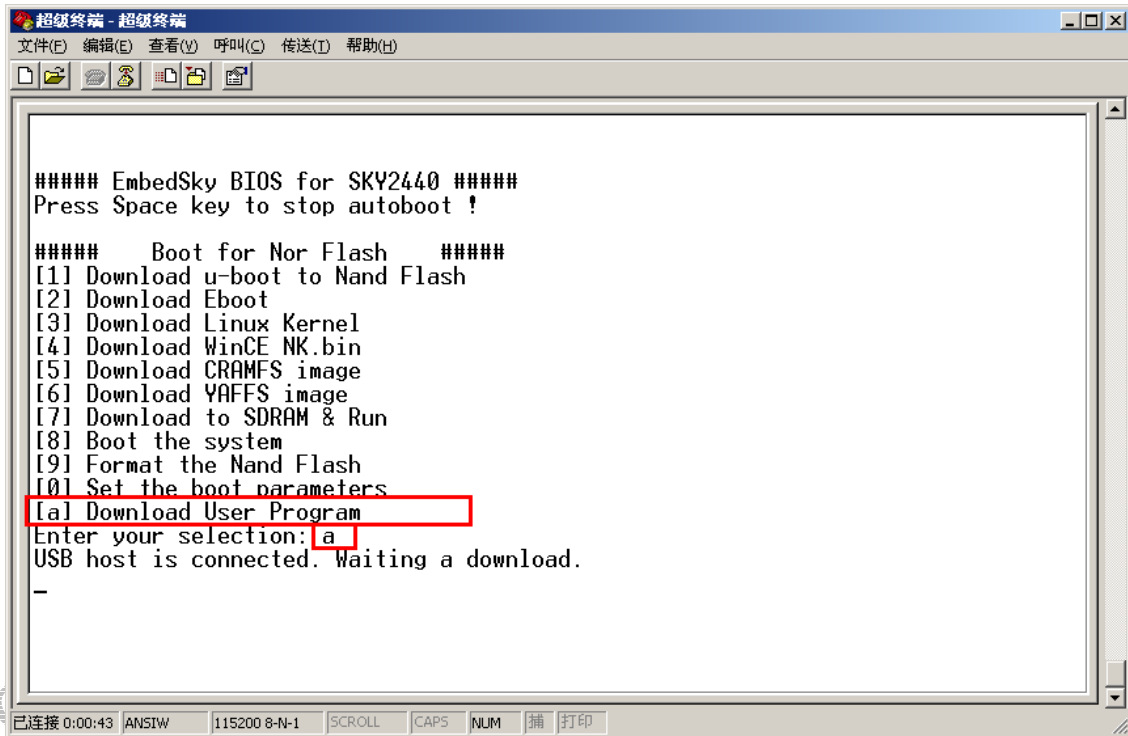 超级终端 - 超级终端
文件(F) 编辑(E) 查看(V) 呼叫(C) 传送(T) 帮助(H)
##### EmbedSky BIOS for SKY2440 #####
Press Space key to stop autoboot !
##### Boot for Nor Flash #####
[1] Download u-boot to Nand Flash
[2] Download Eboot
[3] Download Linux Kernel
[4] Download WinCE NK.bin
[5] Download CRAMFS image
[6] Download YAFFS image
[7] Download to SDRAM & Run
[8] Boot the system
[9] Format the Nand Flash
[0] Set the boot parameters
[a] Download User Program
Enter your selection: a
USB host is connected. Waiting a download.
已连接 0:00:43 ANSIW 115200 8-N-1 SCROLL CAPS NUM 捕 打印